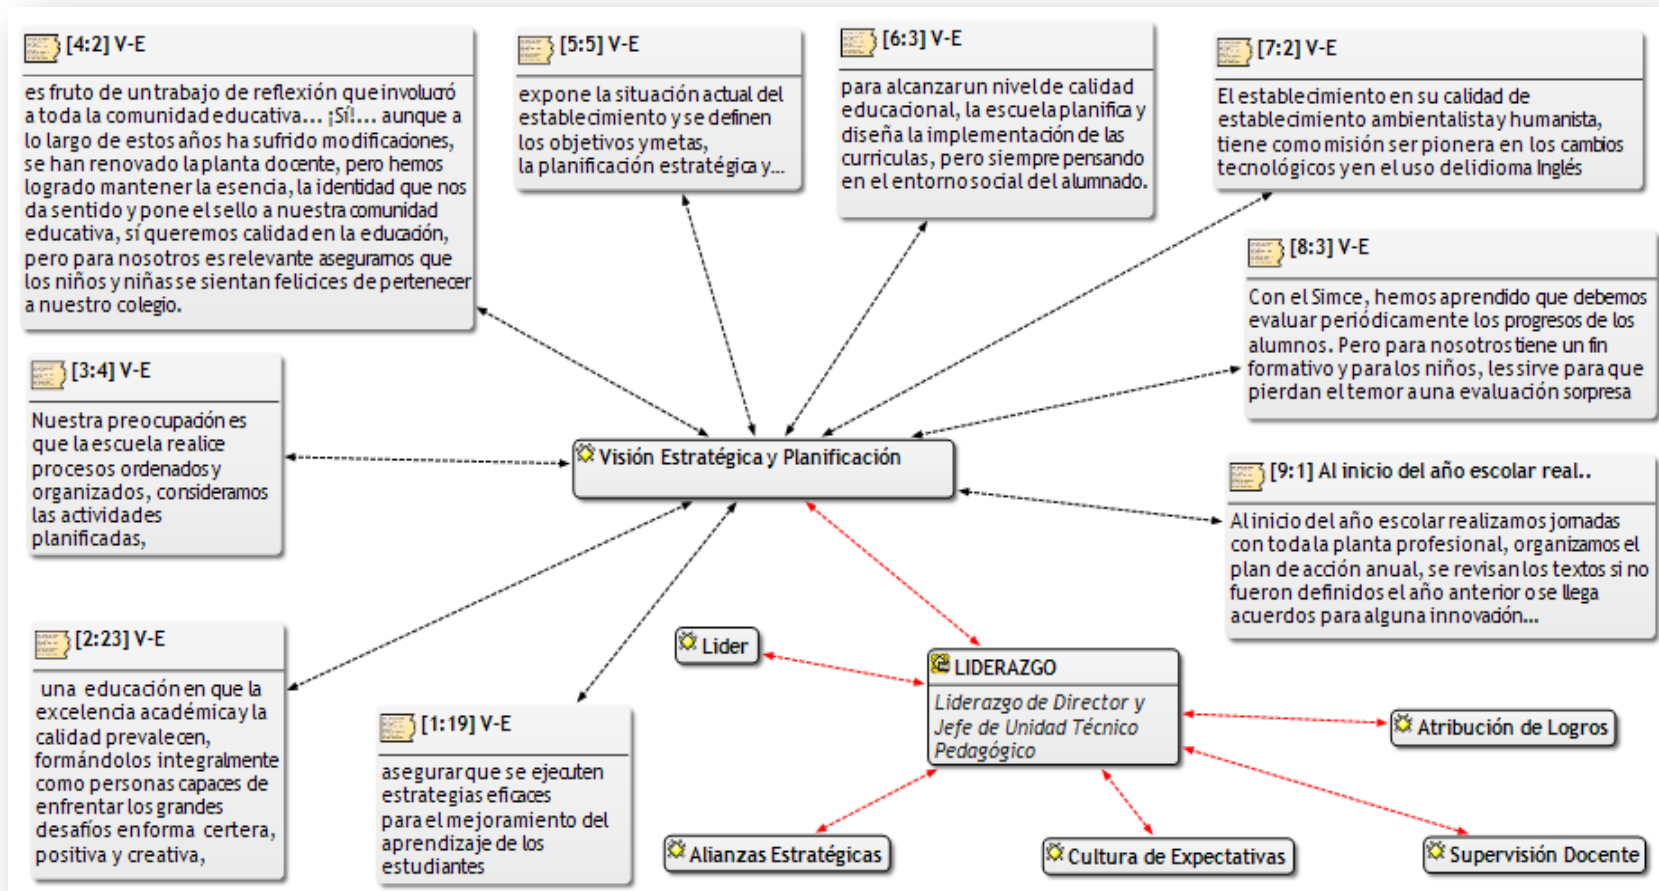 [4:2] V-E
es fruto de un trabajo de reflexión que involucró
a toda la comunidad educativa... ¡Sí!... aunque a
lo largo de estos años ha sufrido modificaciones,
se han renovado la planta docente, pero hemos
logrado mantener la esencia, la identidad que nos
da sentido y pone el sello a nuestra comunidad
educativa, sí queremos calidad en la educación,
pero para nosotros es relevante asegurarnos que
los niños y niñas se sientan felicices de pertenecer
a nuestro colegio.
[5:5] V-E
expone la situación actual del
establecimiento y se definen
los objetivos y metas,
la planificación estratégica y...
[6:3] V-E
para alcanzar un nivel de calidad
educacional, la escuela planifica y
diseña la implementación de las
curriculas, pero siempre pensando
en el entorno social del alumnado.
[7:2] V-E
El establecimiento en su calidad de
establecimiento ambientalista y humanista,
tiene como misión ser pionera en los cambios
tecnológicos y en el uso del idioma Inglés
[8:3] V-E
Con el Simce, hemos aprendido que debemos
evaluar periódicamente los progresos de los
alumnos. Pero para nosotros tiene un fin
formativo y para los niños, les sirve para que
pierdan el temor a una evaluación sorpresa
[3:4] V-E
Nuestra preocupación es
que la escuela realice
procesos ordenados y
organizados, consideramos
las actividades
planificadas,
Visión Estratégica y Planificación
[9:1] Al inicio del año escolar real..
Al inicio del año escolar realizamos jornadas
con toda la planta profesional, organizamos el
plan de acción anual, se revisan los textos si no
fueron definidos el año anterior o se llega
acuerdos para alguna innovación...
[2:23] V-E
una educación en que la
excelencia académica y la
calidad prevalecen,
formándolos integralmente
como personas capaces de
enfrentar los grandes
desafíos en forma certera,
positiva y creativa,
[1:19] V-E
asegurar que se ejecuten
estrategias eficaces
para el mejoramiento del
aprendizaje de los
estudiantes
Lider
LIDERAZGO
Liderazgo de Director y
Jefe de Unidad Técnico
Pedagógico
Atribución de Logros
Alianzas Estratégicas
Cultura de Expectativas
Supervisión Docente